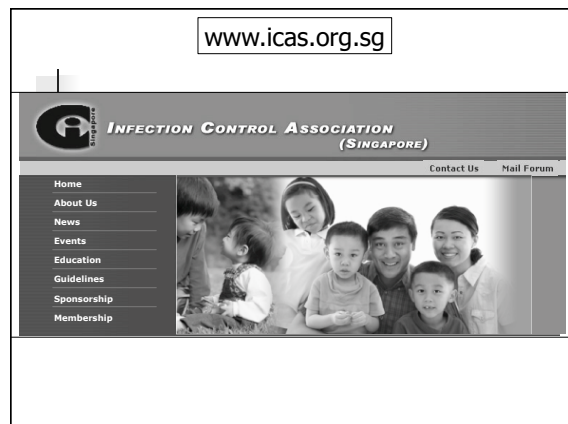 www.icas.org.sg
Singapore
INFECTION CONTROL ASSOCIATION
(SINGAPORE)
Contact Us Mail Forum
Home
About Us
News
Events
Education
Guidelines
Sponsorship
Membership